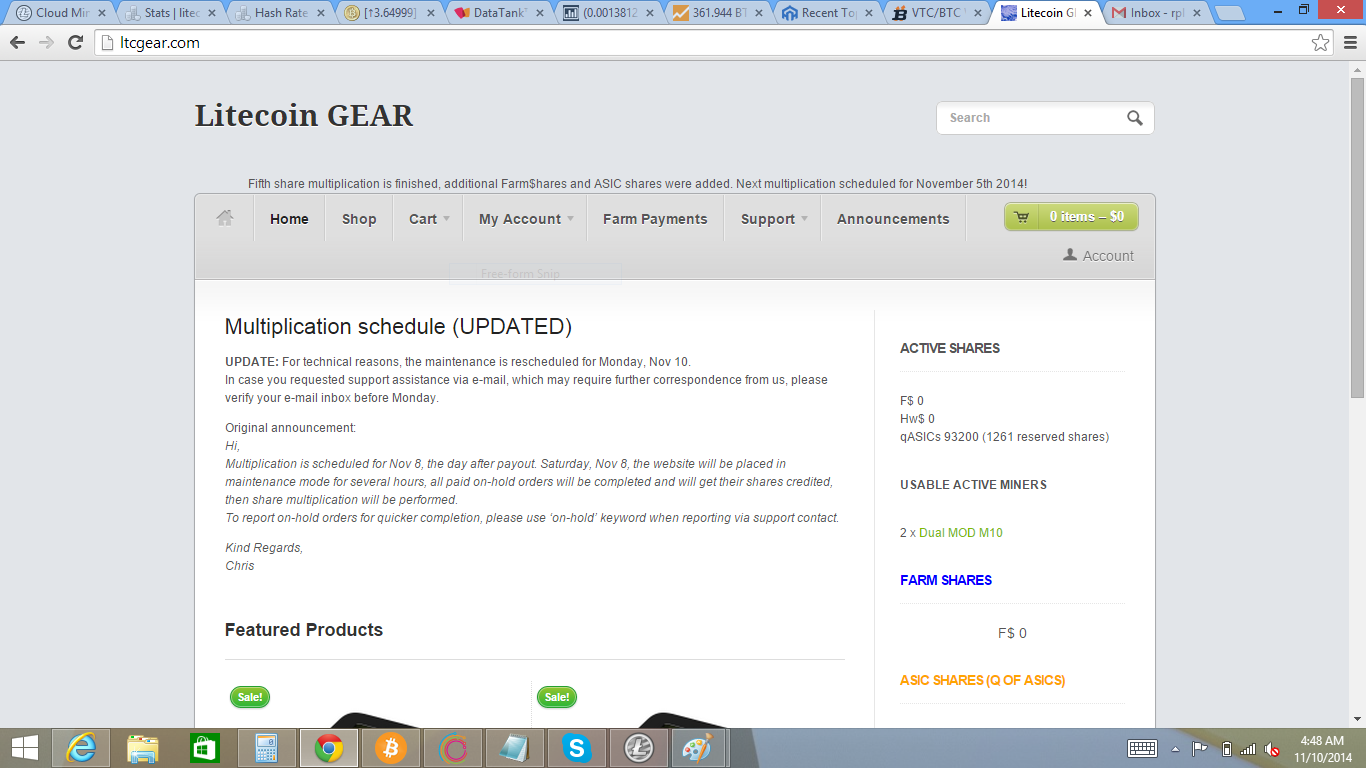 Cloud Mir
Stats | litec
Hash Rate
[13.64999]
DataTank
(0.0013812
361.944 BT
Recent Top
VTC/BTC
Litecoin GE
Inbox - rpl
ltcgear.com
Litecoin GEAR
Search
Fifth share multiplication is finished, additional Farm$hares and ASIC shares were added. Next multiplication scheduled for November 5th 2014!
Home
Shop
Cart
My Account
Farm Payments
Support
Announcements
0 items – $0
Account
Free-form Snip
Multiplication schedule (UPDATED)
UPDATE: For technical reasons, the maintenance is rescheduled for Monday, Nov 10.
In case you requested support assistance via e-mail, which may require further correspondence from us, please
verify your e-mail inbox before Monday.
Original announcement:
Hi,
Multiplication is scheduled for Nov 8, the day after payout. Saturday, Nov 8, the website will be placed in
maintenance mode for several hours, all paid on-hold orders will be completed and will get their shares credited,
then share multiplication will be performed.
To report on-hold orders for quicker completion, please use ‘on-hold’ keyword when reporting via support contact.
Kind Regards,
Chris
Featured Products
Sale!
Sale!
ACTIVE SHARES
F$ 0
Hw$ 0
qASICs 93200 (1261 reserved shares)
USABLE ACTIVE MINERS
2 x Dual MOD M10
FARM SHARES
F$ 0
ASIC SHARES (Q OF ASICS)
4:48 AM
11/10/2014